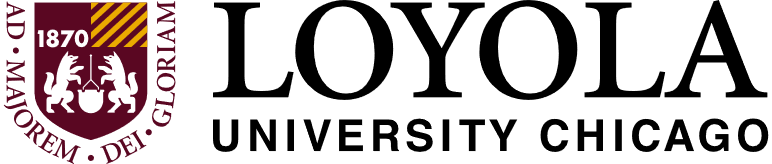 AD • MAJOREM • DEI • GLORIAM
1870
LOYOLA
UNIVERSITY CHICAGO